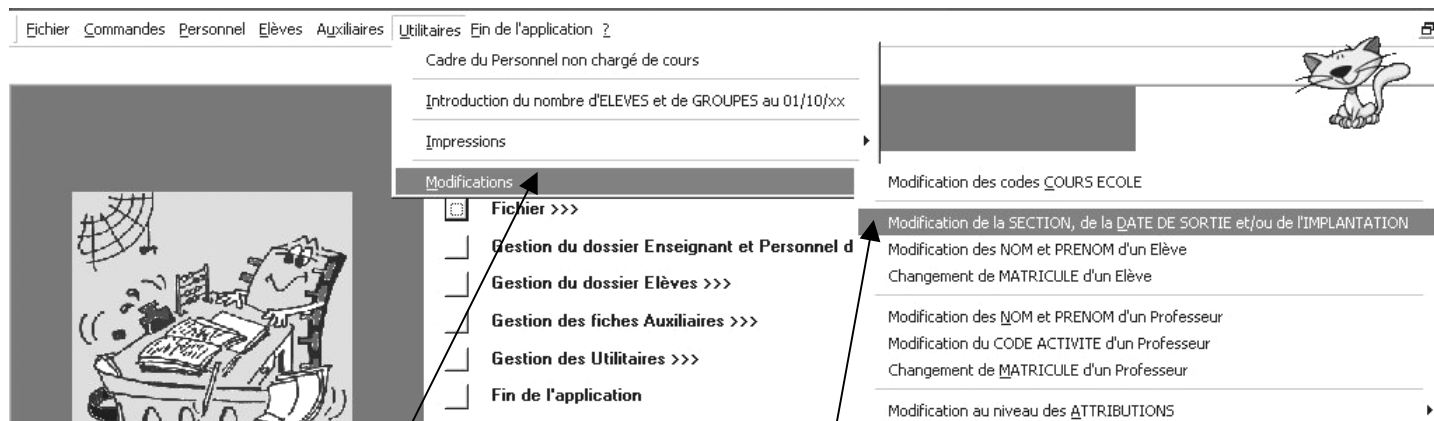 Fichier Commandes Personnel Elèves Auxiliaires Utilitaires Fin de l'application ?
Cadre du Personnel non chargé de cours
Introduction du nombre d'ELEVES et de GROUPES au 01/10/xx
Impressions
Modifications
Fichier >>>
Gestion du dossier Enseignant et Personnel d
Gestion du dossier Elèves >>>
Gestion des fiches Auxiliaires >>>
Gestion des Utilitaires >>>
Fin de l'application
Modification des codes COURS ECOLE
Modification de la SECTION, de la DATE DE SORTIE et/ou de l'IMPLANTATION
Modification des NOM et PRENOM d'un Elève
Changement de MATRICULE d'un Elève
Modification des NOM et PRENOM d'un Professeur
Modification du CODE ACTIVITE d'un Professeur
Changement de MATRICULE d'un Professeur
Modification au niveau des ATTRIBUTIONS